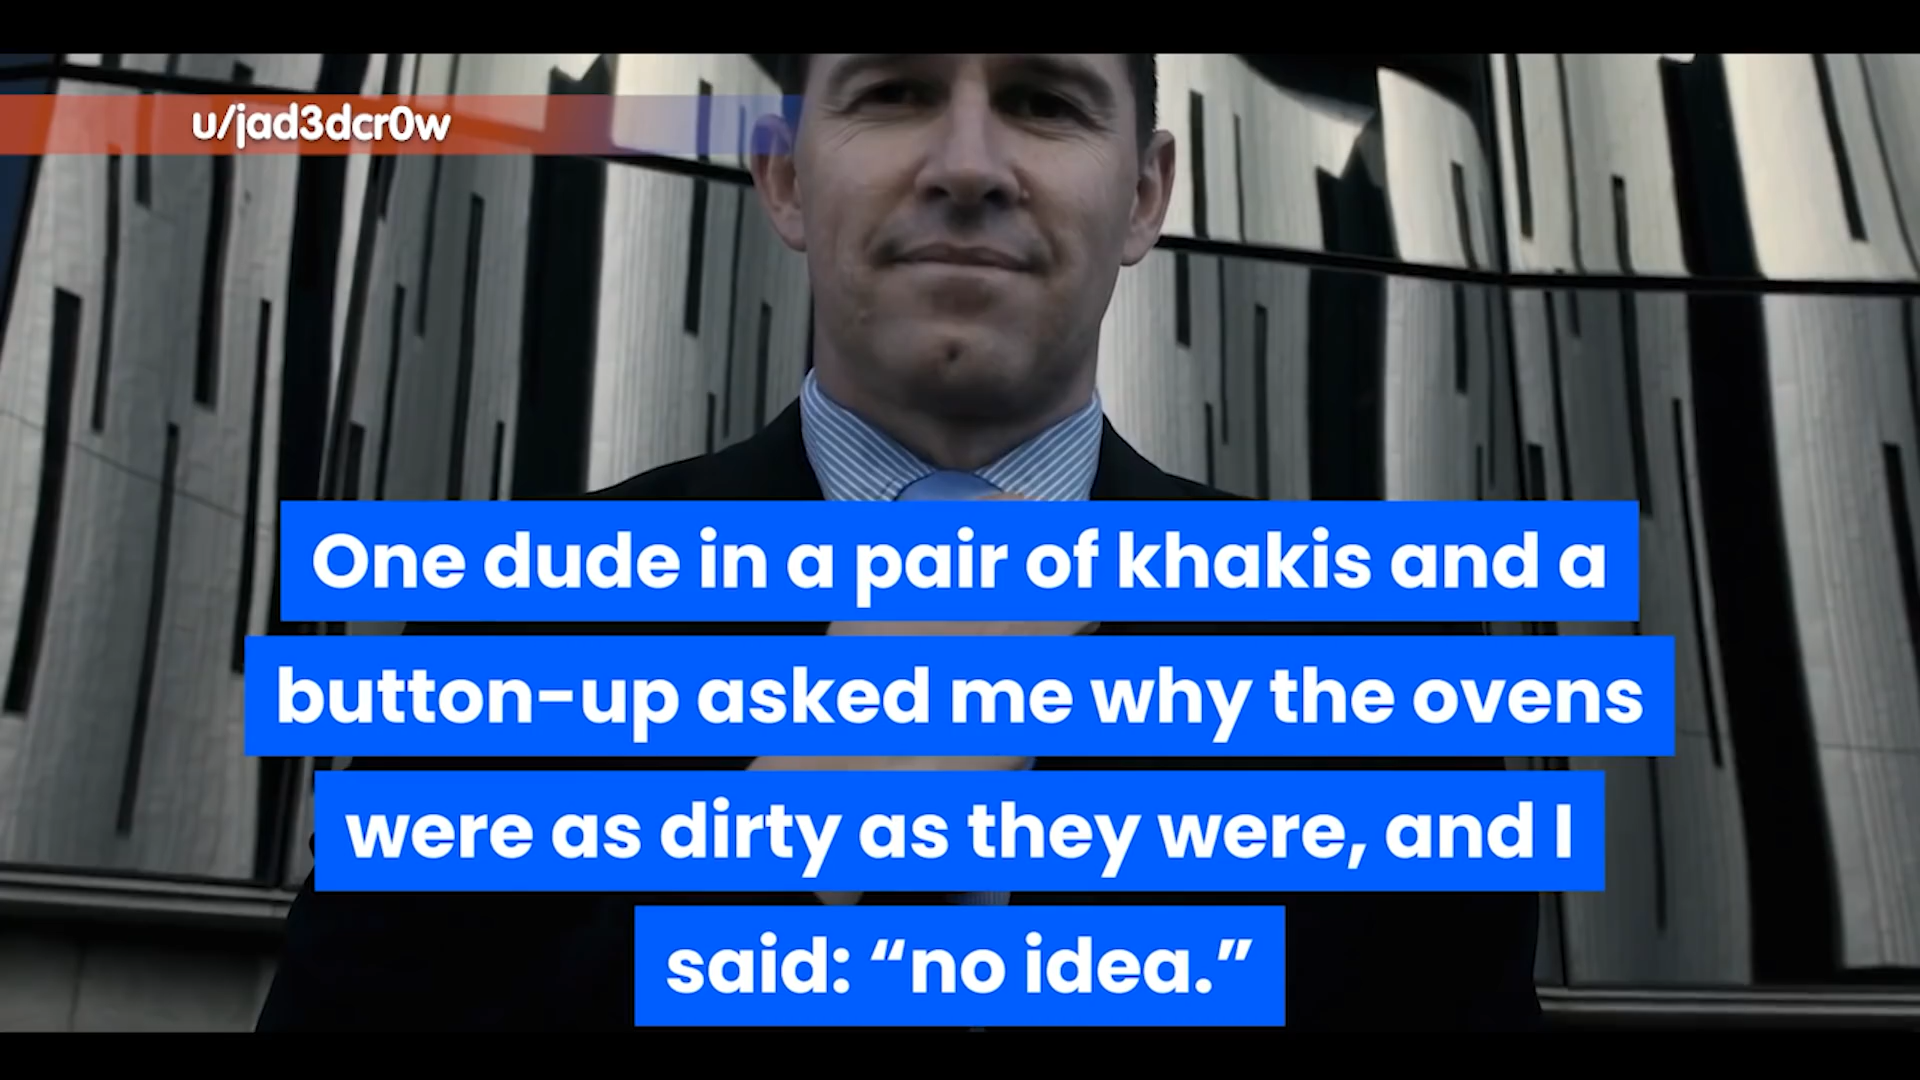 u/jad3dcr0w
One dude in a pair of khakis and a
button-up asked me why the ovens
were as dirty as they were, and I
said: “no idea.”